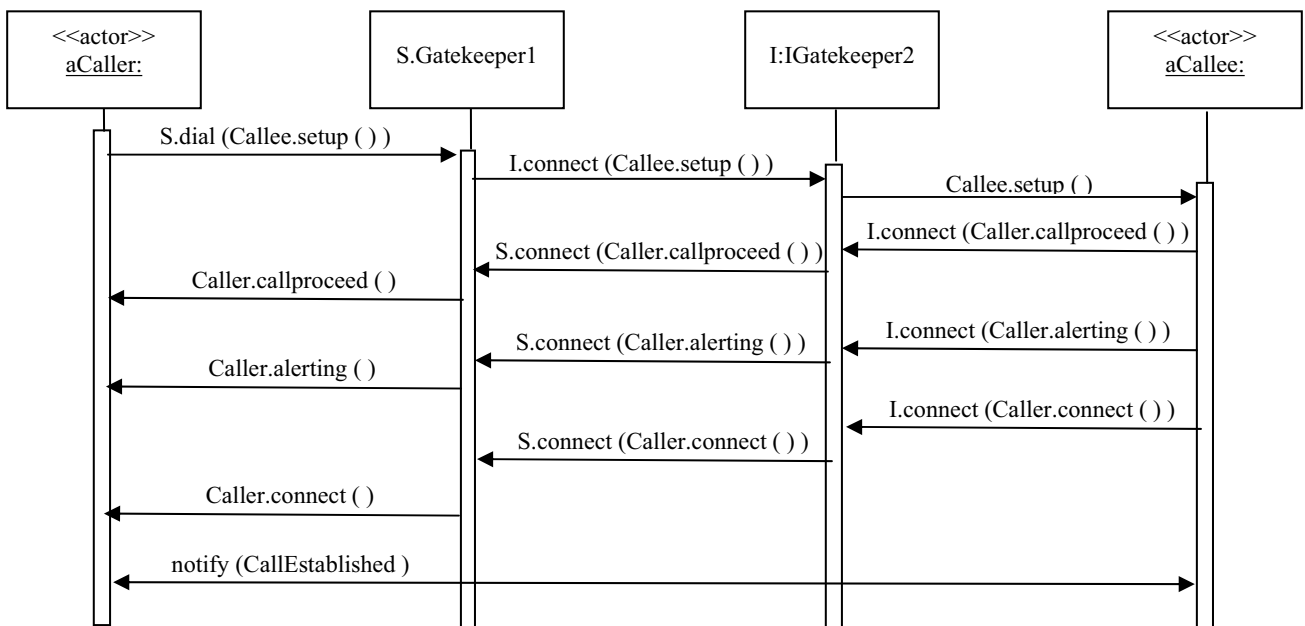 <<actor>>
aCaller:
S.Gatekeeper1
I:IGatekeeper2
<<actor>>
aCallee:
S.dial (Callee.setup ( ) )
I.connect (Callee.setup ( ) )
Callee.setup ( )
I.connect (Caller.callproceed ( ) )
S.connect (Caller.callproceed ( ) )
Caller.callproceed ( )
I.connect (Caller.alerting ( ) )
S.connect (Caller.alerting ( ) )
Caller.alerting ( )
I.connect (Caller.connect ( ) )
S.connect (Caller.connect ( ) )
Caller.connect ( )
notify (CallEstablished )